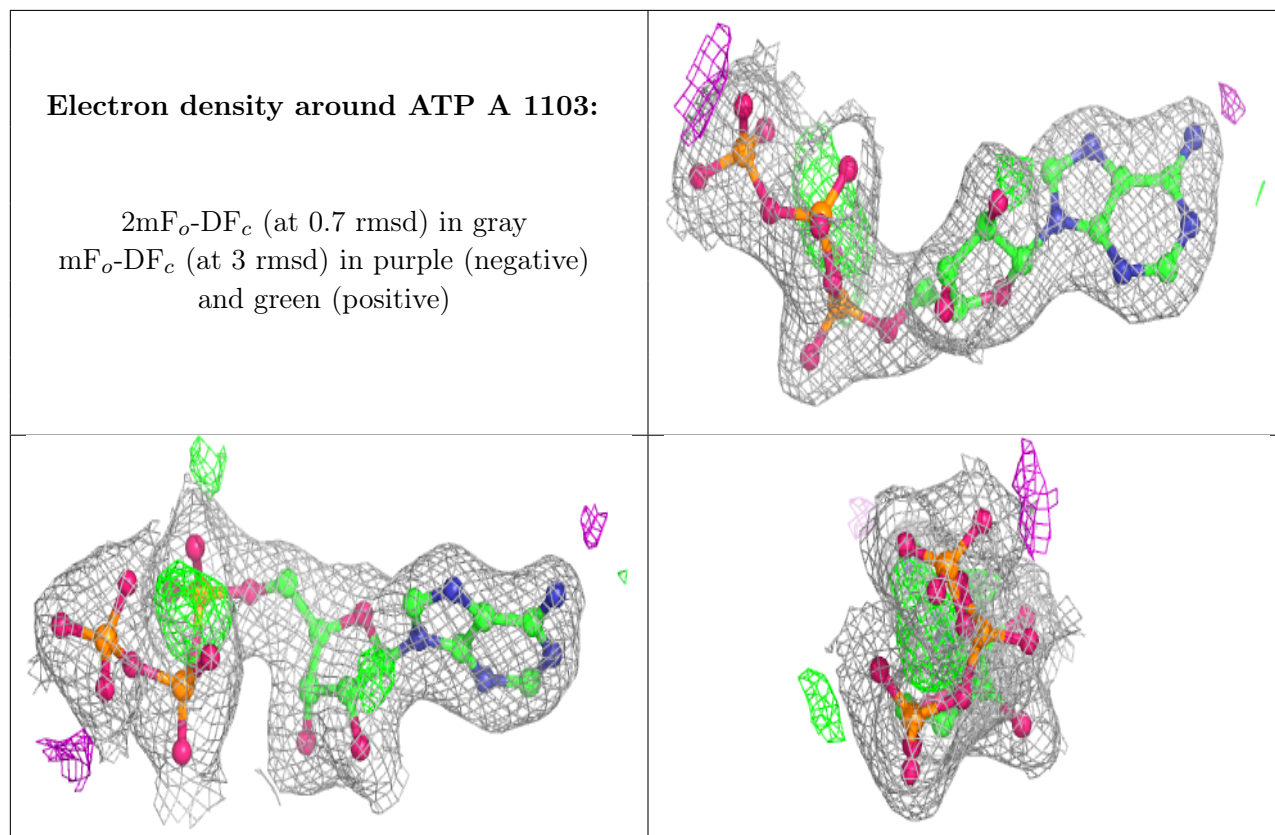 Electron density around ATP A 1103:
2mFₒ-DF𝒸 (at 0.7 rmsd) in gray
mFₒ-DF𝒸 (at 3 rmsd) in purple (negative)
and green (positive)